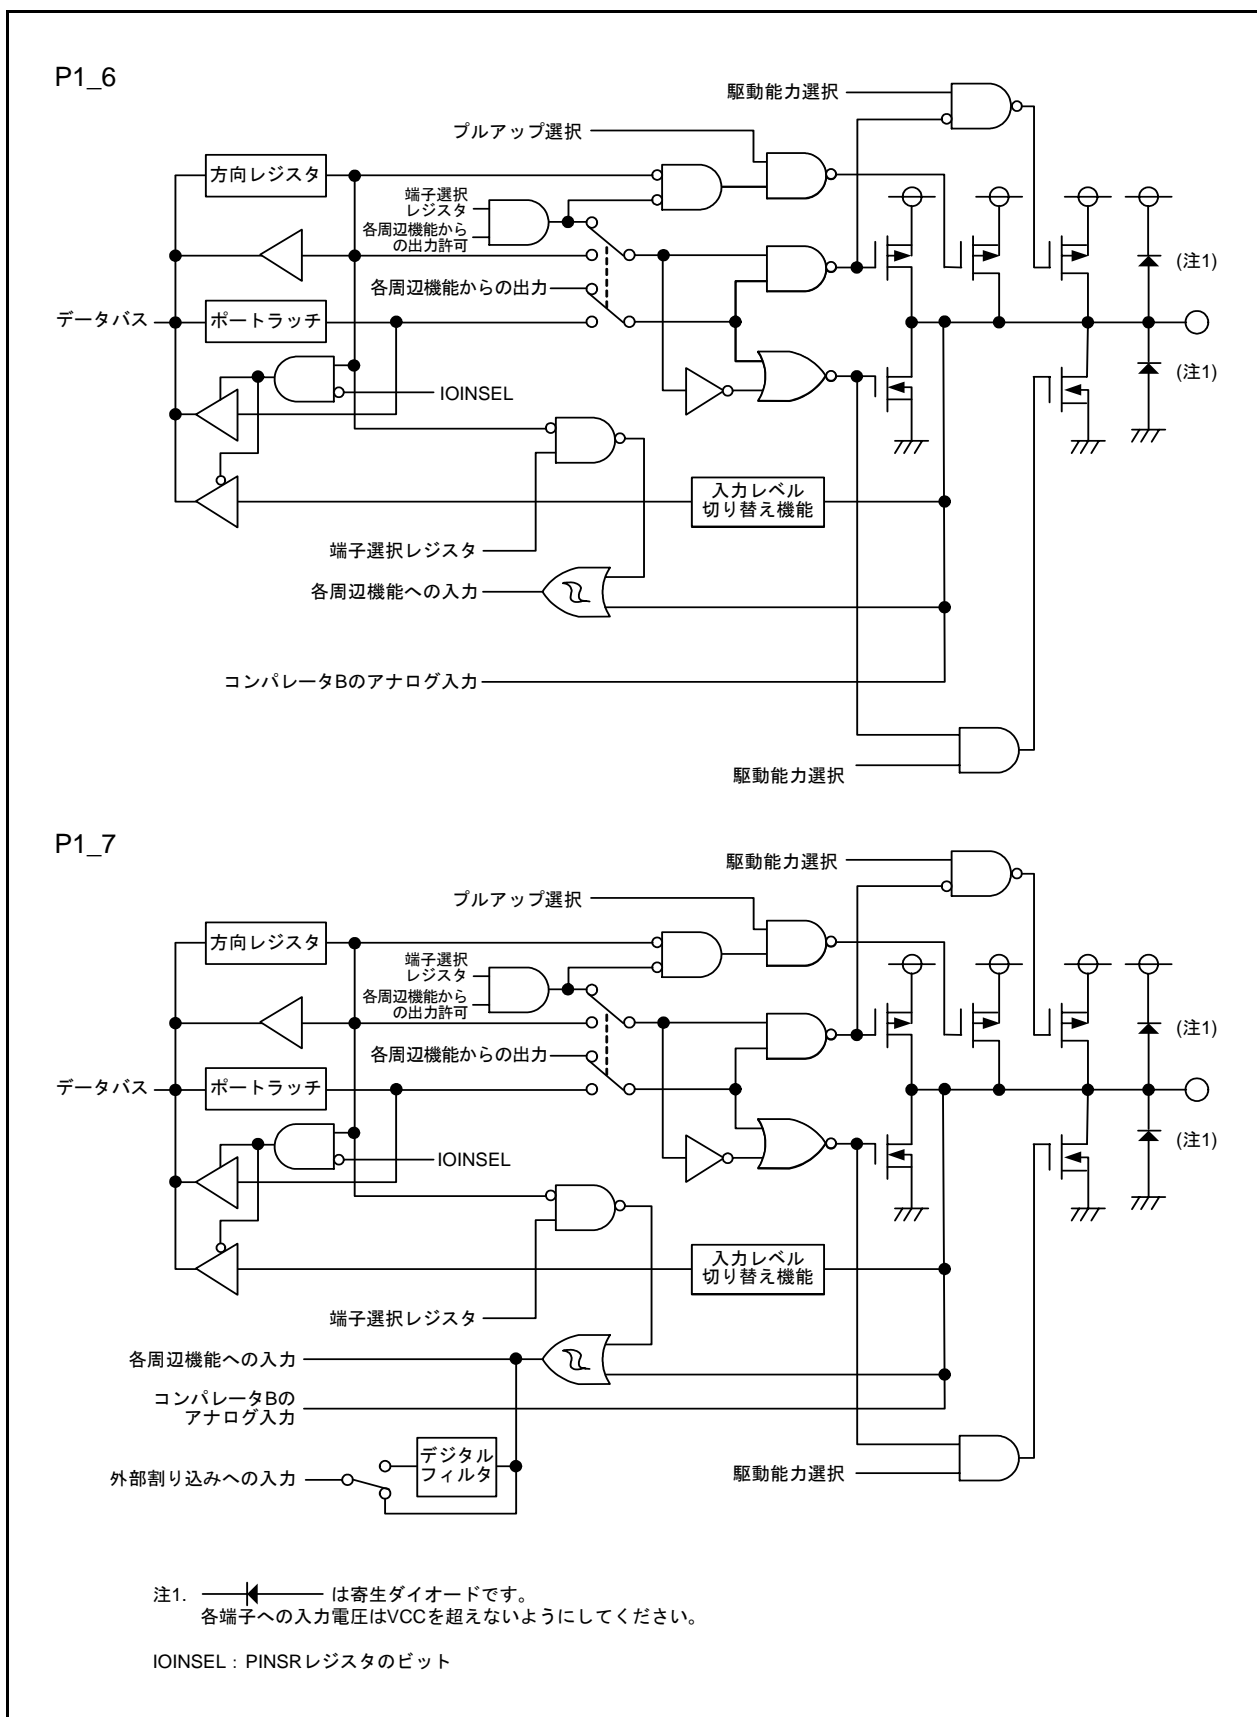 P1_6
駆動能力選択
プルアップ選択
方向レジスタ
端子選択
レジスタ
各周辺機能から
の出力許可
(注1)
各周辺機能からの出力
データバス
ポートラッチ
(注1)
IOINSEL
入力レベル
切り替え機能
端子選択レジスタ
各周辺機能への入力
コンパレータBのアナログ入力
駆動能力選択
P1_7
駆動能力選択
プルアップ選択
方向レジスタ
端子選択
レジスタ
各周辺機能から
の出力許可
(注1)
各周辺機能からの出力
データバス
ポートラッチ
(注1)
IOINSEL
入力レベル
切り替え機能
端子選択レジスタ
各周辺機能への入力
コンパレータBの
アナログ入力
デジタル
フィルタ
外部割り込みへの入力
駆動能力選択
注1. は寄生ダイオードです。
各端子への入力電圧はVCCを超えないようにしてください。
IOINSEL：PINSRレジスタのビット